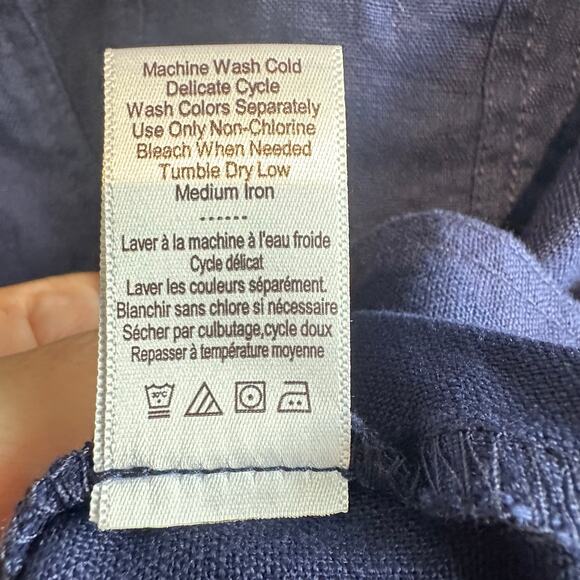 Machine Wash Cold
Delicate Cycle
Wash Colors Separately
Use Only Non-Chlorine
Bleach When Needed
Tumble Dry Low
Medium Iron
------
Laver à la machine à l'eau froide
Cycle délicat
Laver les couleurs séparément.
Blanchir sans chlore si nécessaire
Sécher par culbutage,cycle doux
Repasser à température moyenne
30°C